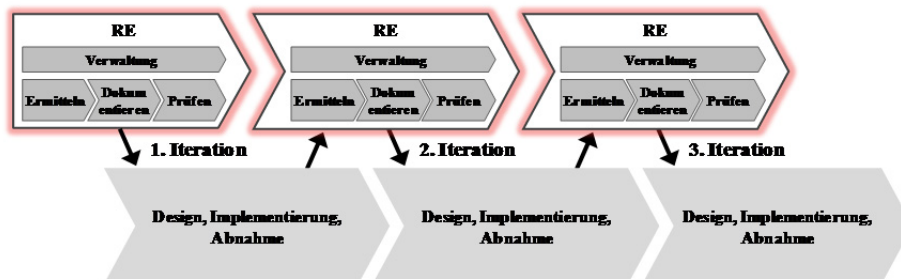 RE
Verwaltung
Ermitteln
Dokum
entieren
Prüfen
RE
Verwaltung
Ermitteln
Dokum
entieren
Prüfen
RE
Verwaltung
Ermitteln
Dokum
entieren
Prüfen
1. Iteration
2. Iteration
3. Iteration
Design, Implementierung,
Abnahme
Design, Implementierung,
Abnahme
Design, Implementierung,
Abnahme